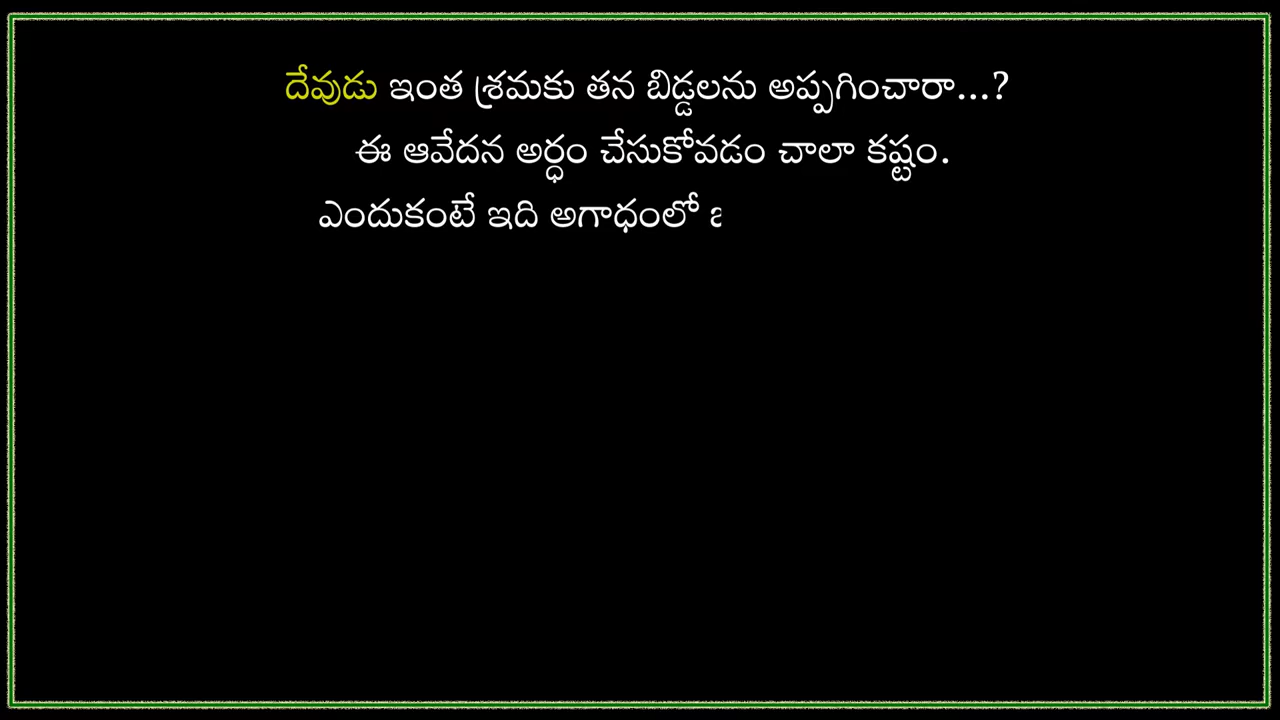 దేవుడు ఇంత శ్రమకు తన బిడ్డలను అప్పగించారా...?
ఈ ఆవేదన అర్ధం చేసుకోవడం చాలా కష్టం.
ఎందుకంటే ఇది అగాధంలో